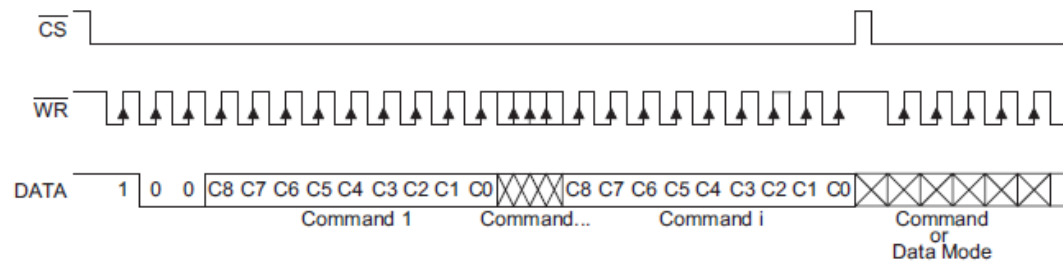 CS
WR
DATA 1 0 0 C8 C7 C6 C5 C4 C3 C2 C1 C0 C8 C7 C6 C5 C4 C3 C2 C1 C0
Command 1 Command... Command i Command
or
Data Mode